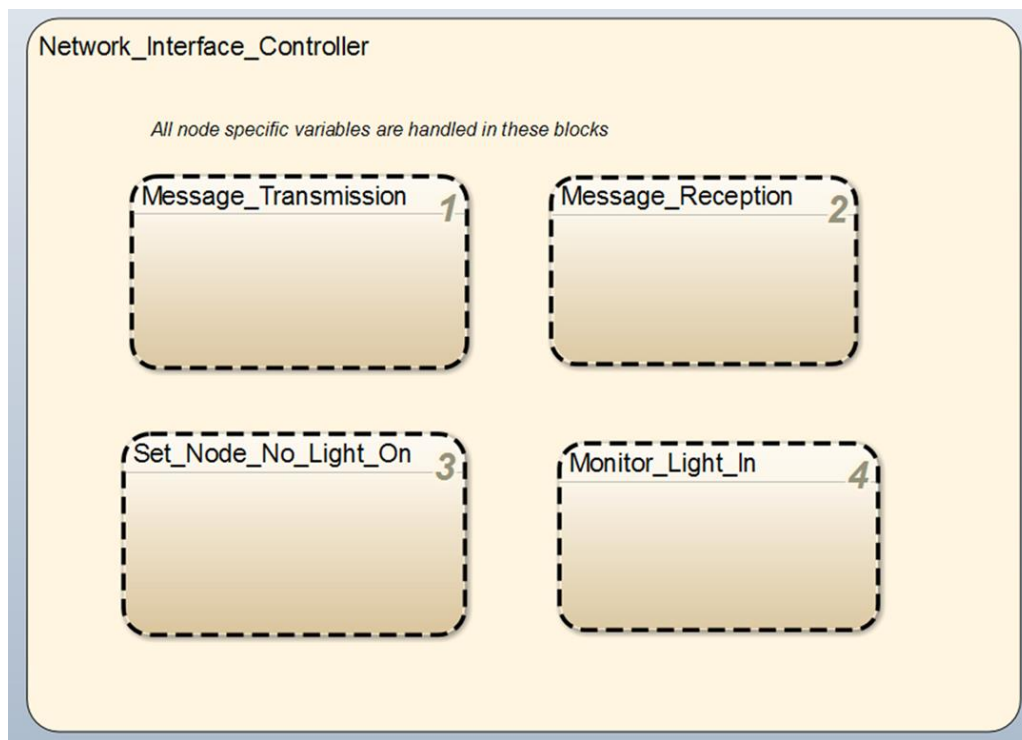 Network_Interface_Controller
All node specific variables are handled in these blocks
Message_Transmission 1
Message_Reception 2
Set_Node_No_Light_On 3
Monitor_Light_In 4